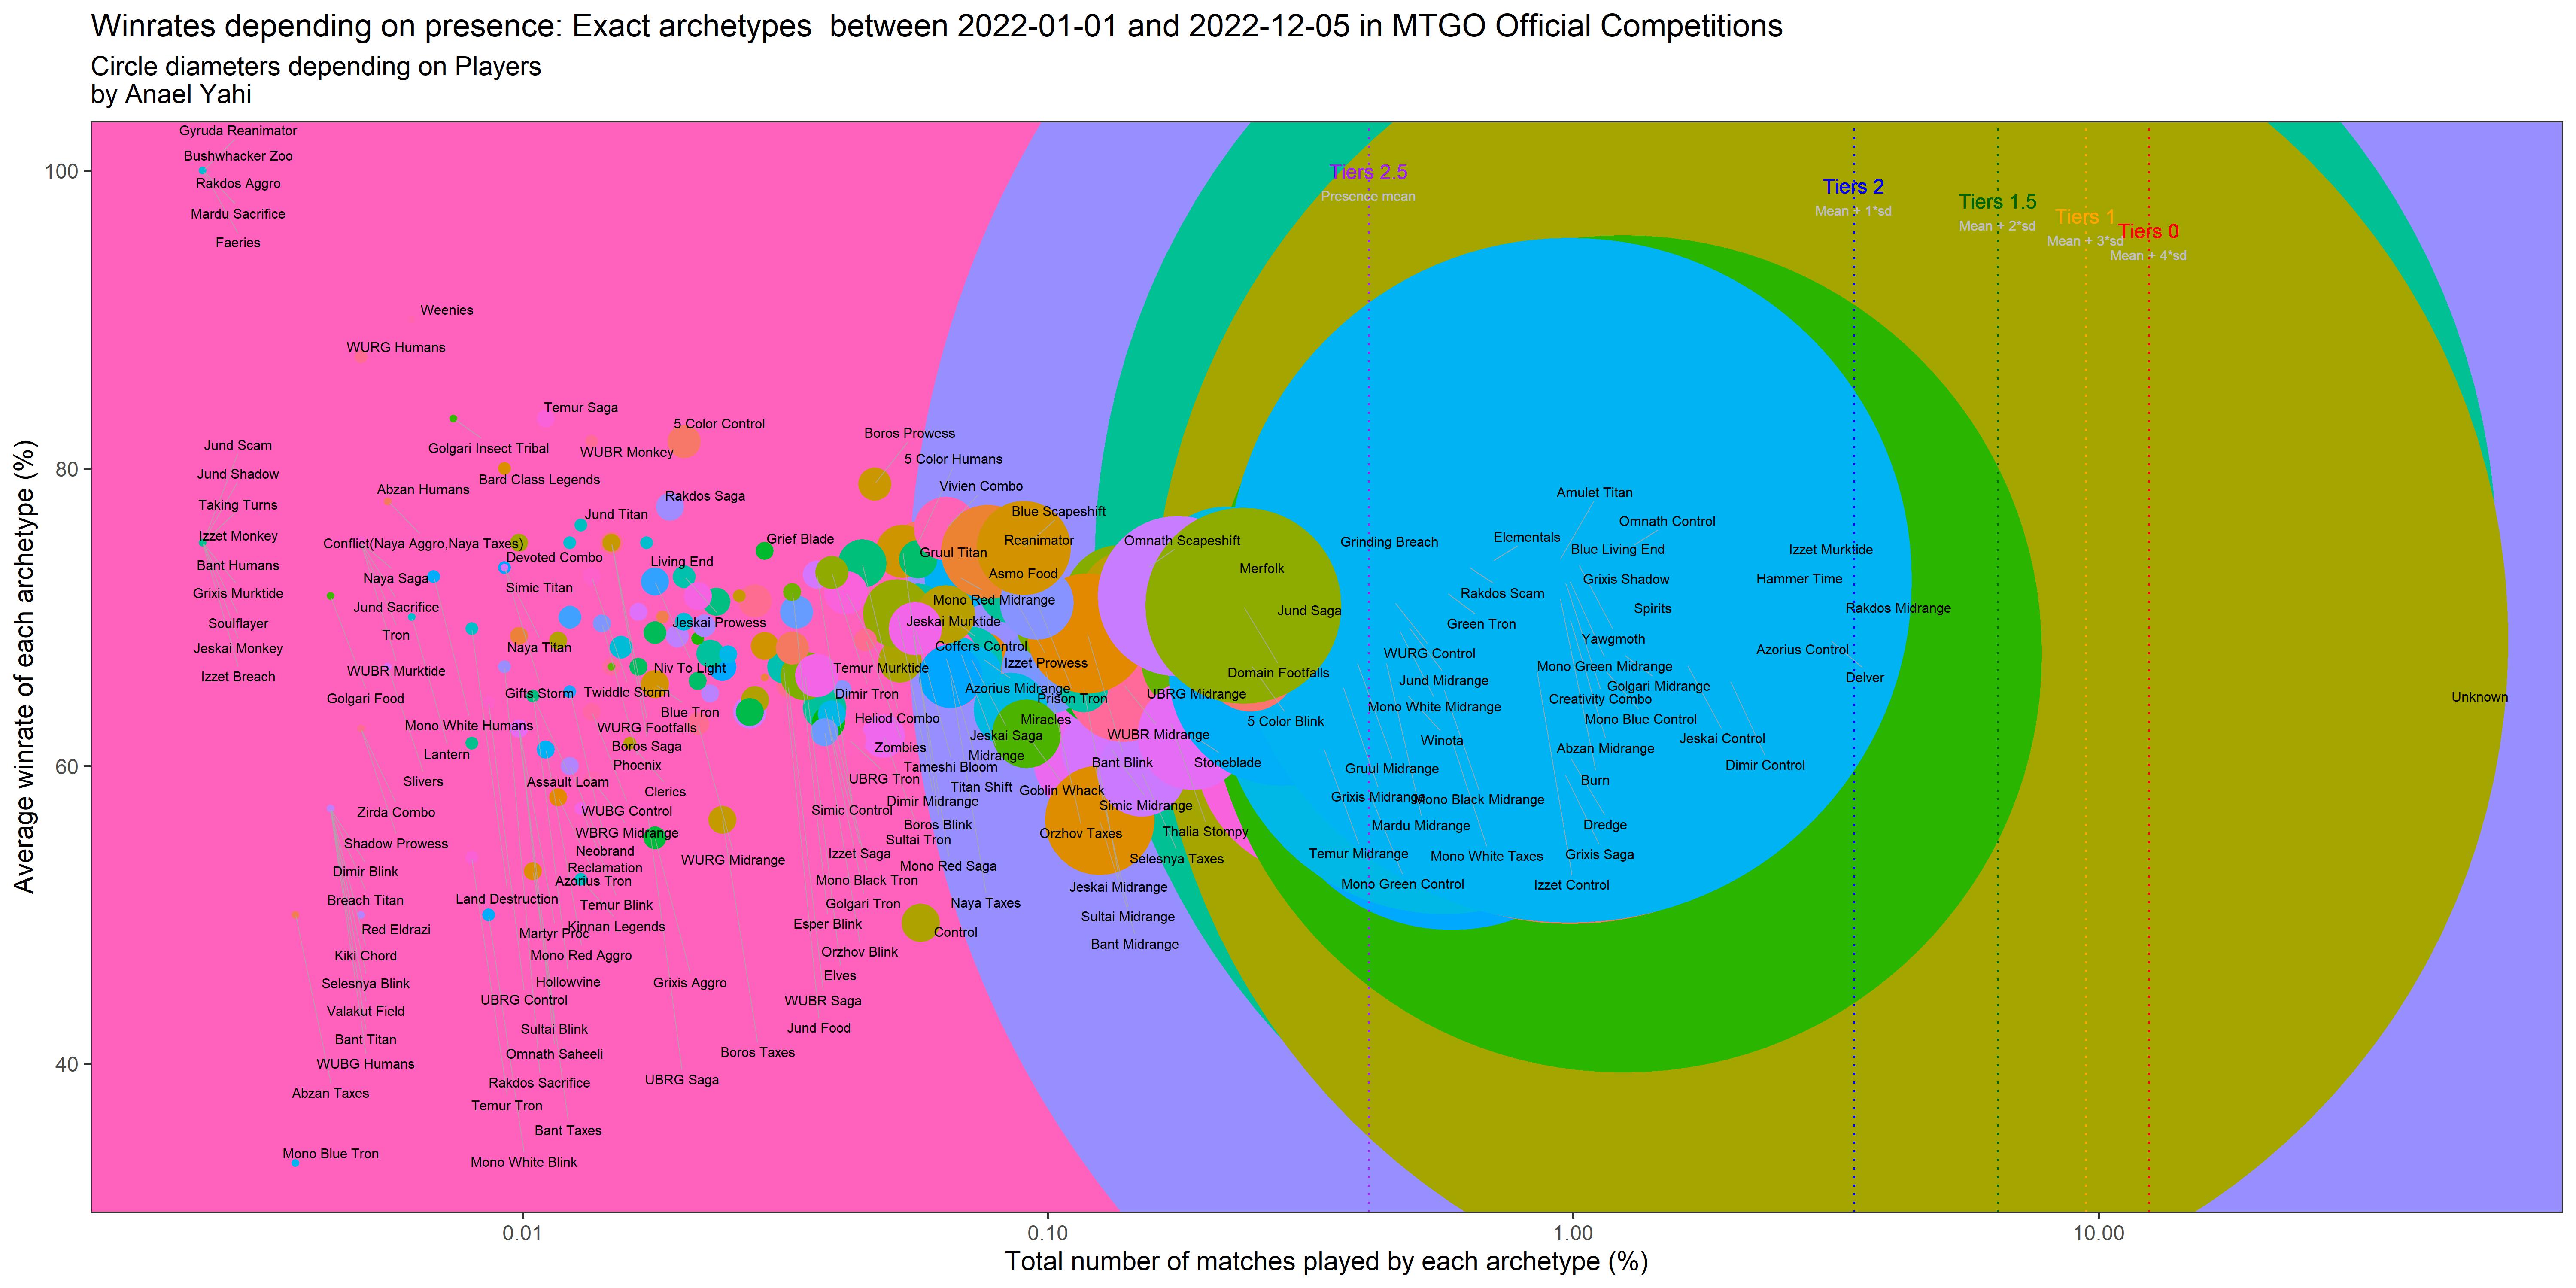 Winrates depending on presence: Exact archetypes  between 2022-01-01 and 2022-12-05 in MTGO Official Competitions
Circle diameters depending on Players
by Anael Yahi
Average winrate of each archetype (%)
100
80
60
40
Gyruda Reanimator
Bushwhacker Zoo
Rakdos Aggro
Mardu Sacrifice
Faeries
Tiers 2.5
Presence mean
Tiers 2
Mean + 1*sd
Tiers 1.5
Mean + 2*sd
Tiers 1
Mean + 3*sd
Tiers 0
Mean + 4*sd
Weenies
WURG Humans
Temur Saga
5 Color Control
Golgari Insect Tribal
WUBR Monkey
Boros Prowess
5 Color Humans
Jund Scam
Jund Shadow
Taking Turns
Izzet Monkey
Bant Humans
Grixis Murktide
Soulflayer
Jeskai Monkey
Izzet Breach
Bard Class Legends
Abzan Humans
Rakdos Saga
Vivien Combo
Jund Titan
Blue Scapeshift
Conflict(Naya Aggro,Naya Taxes)
Devoted Combo
Living End
Grief Blade
Gruul Titan
Reanimator
Omnath Scapeshift
Naya Saga
Simic Titan
Asmo Food
Merfolk
Jund Sacrifice
Mono Red Midrange
Jund Saga
Tron
Naya Titan
Jeskai Prowess
Jeskai Murktide
Coffers Control
WUBR Murktide
Niv To Light
Temur Murktide
Izzet Prowess
Domain Footfalls
Golgari Food
Gifts Storm
Twiddle Storm
Dimir Tron
Azorius Midrange
Prison Tron
UBRG Midrange
Mono White Humans
WURG Footfalls
Blue Tron
Heliod Combo
Miracles
5 Color Blink
Lantern
Boros Saga
Zombies
Jeskai Saga
WUBR Midrange
Slivers
Phoenix
Tameshi Bloom
Midrange
Bant Blink
Stoneblade
Assault Loam
Clerics
UBRG Tron
Titan Shift
Goblin Whack
Zirda Combo
WUBG Control
Simic Control
Dimir Midrange
Simic Midrange
Shadow Prowess
WBRG Midrange
Boros Blink
Orzhov Taxes
Thalia Stompy
Dimir Blink
Neobrand
WURG Midrange
Izzet Saga
Sultai Tron
Selesnya Taxes
Breach Titan
Reclamation
Azorius Tron
Mono Black Tron
Mono Red Saga
Jeskai Midrange
Land Destruction
Temur Blink
Golgari Tron
Naya Taxes
Sultai Midrange
Red Eldrazi
Martyr Proc
Kinnan Legends
Esper Blink
Control
Bant Midrange
Kiki Chord
Mono Red Aggro
Orzhov Blink
Selesnya Blink
Hollowvine
Grixis Aggro
Elves
Valakut Field
UBRG Control
WUBR Saga
Bant Titan
Sultai Blink
Jund Food
WUBG Humans
Omnath Saheeli
Boros Taxes
Abzan Taxes
Rakdos Sacrifice
UBRG Saga
Temur Tron
Bant Taxes
Mono Blue Tron
Mono White Blink
Amulet Titan
Omnath Control
Grinding Breach
Elementals
Blue Living End
Izzet Murktide
Rakdos Scam
Grixis Shadow
Hammer Time
Green Tron
Spirits
Rakdos Midrange
WURG Control
Yawgmoth
Azorius Control
Jund Midrange
Mono Green Midrange
Delver
Mono White Midrange
Golgari Midrange
Creativity Combo
Unknown
Winota
Mono Blue Control
Jeskai Control
Gruul Midrange
Abzan Midrange
Dimir Control
Grixis Midrange
Mono Black Midrange
Burn
Mardu Midrange
Dredge
Temur Midrange
Mono White Taxes
Grixis Saga
Mono Green Control
Izzet Control
0.01
0.10
1.00
10.00
Total number of matches played by each archetype (%)